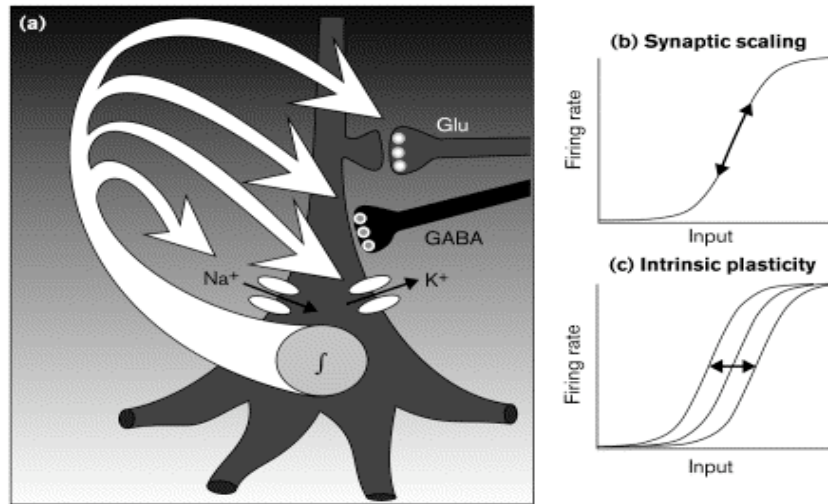 (a)
Glu
GABA
Na⁺
K⁺
∫
(b) Synaptic scaling
Firing rate
Input
(c) Intrinsic plasticity
Firing rate
Input